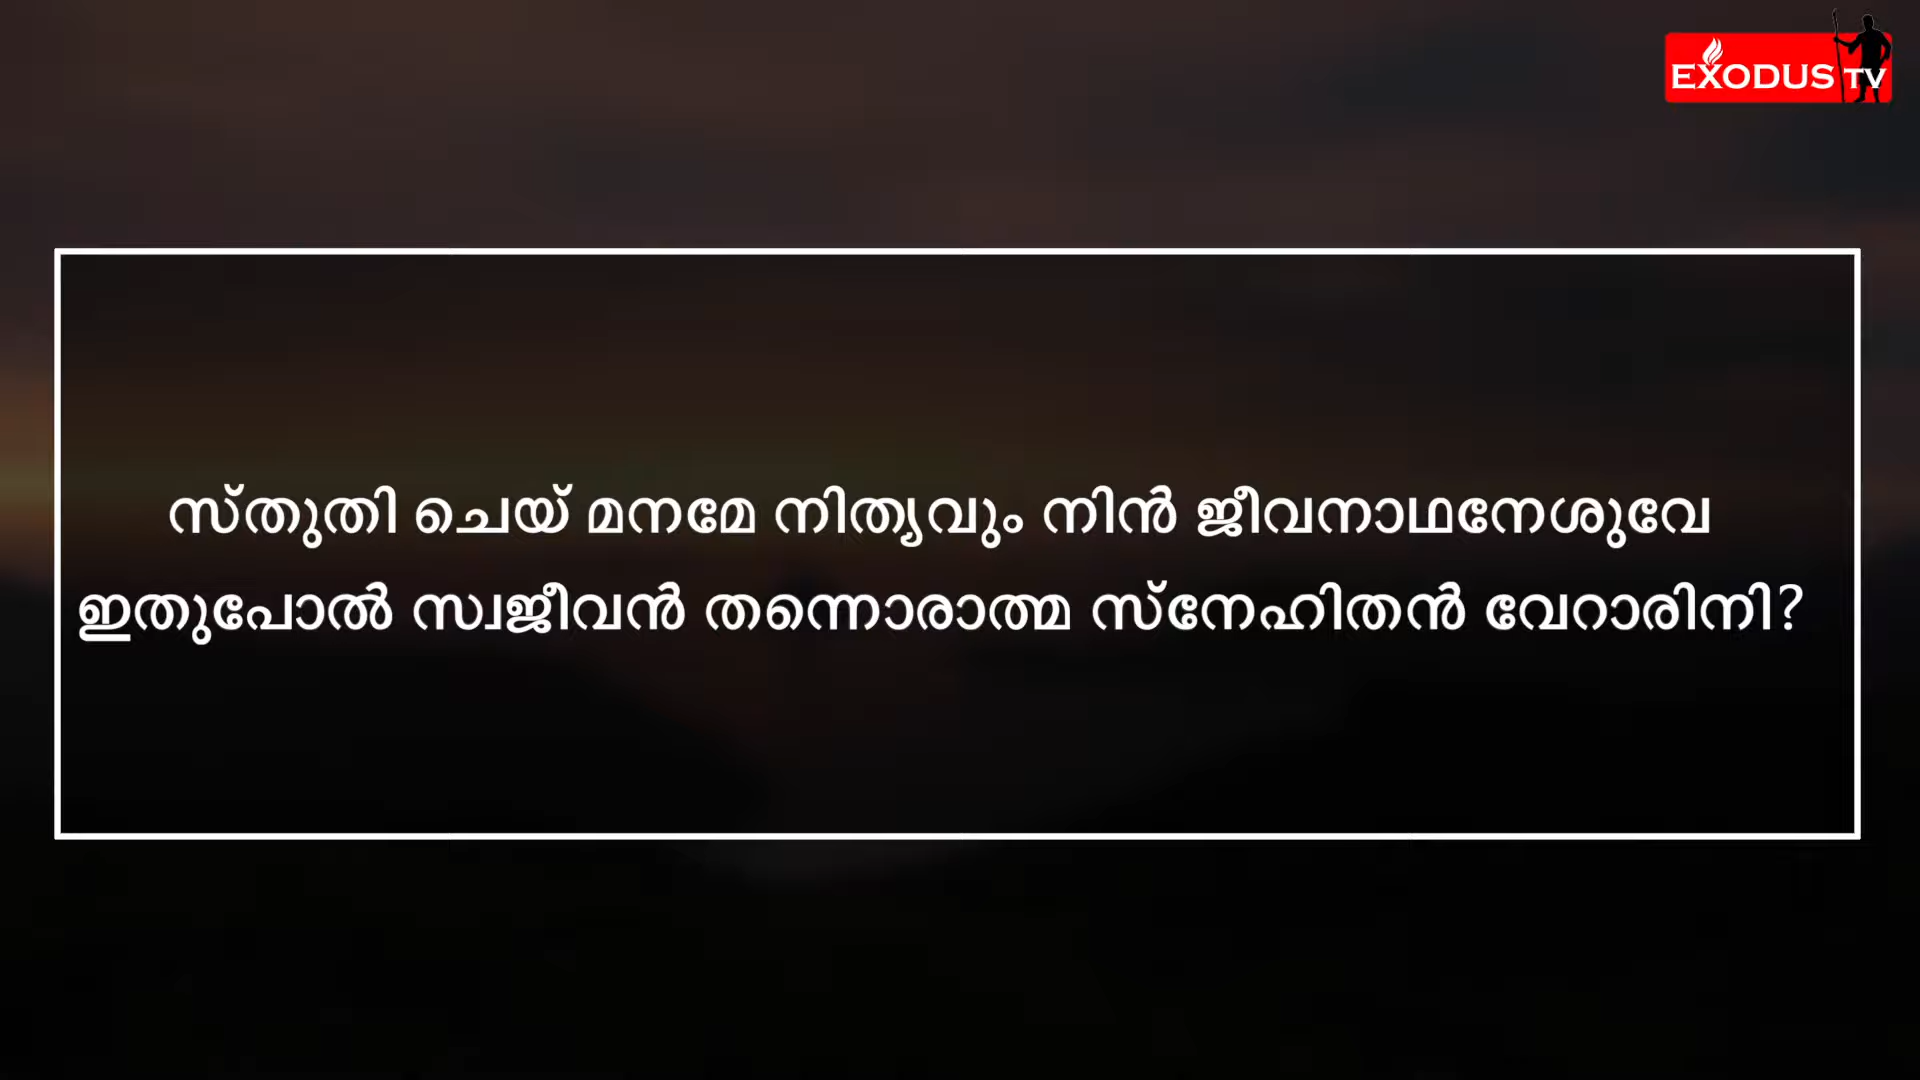 EXODUS TV
സ്തുതി ചെയ് മനമേ നിത്യവും നിൻ ജീവനാഥനേശുവേ
ഇതുപോൽ സ്വജീവൻ തന്നൊരാത്മ സ്നേഹിതൻ വേറാരിനി?